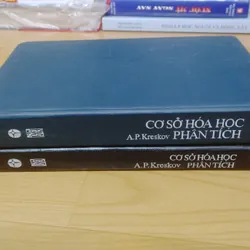 CƠ SỞ HÓA HỌC
A.P.Kreskov PHÂN TÍCH
CƠ SỞ HÓA HỌC
A.P.Kreskov PHÂN TÍCH